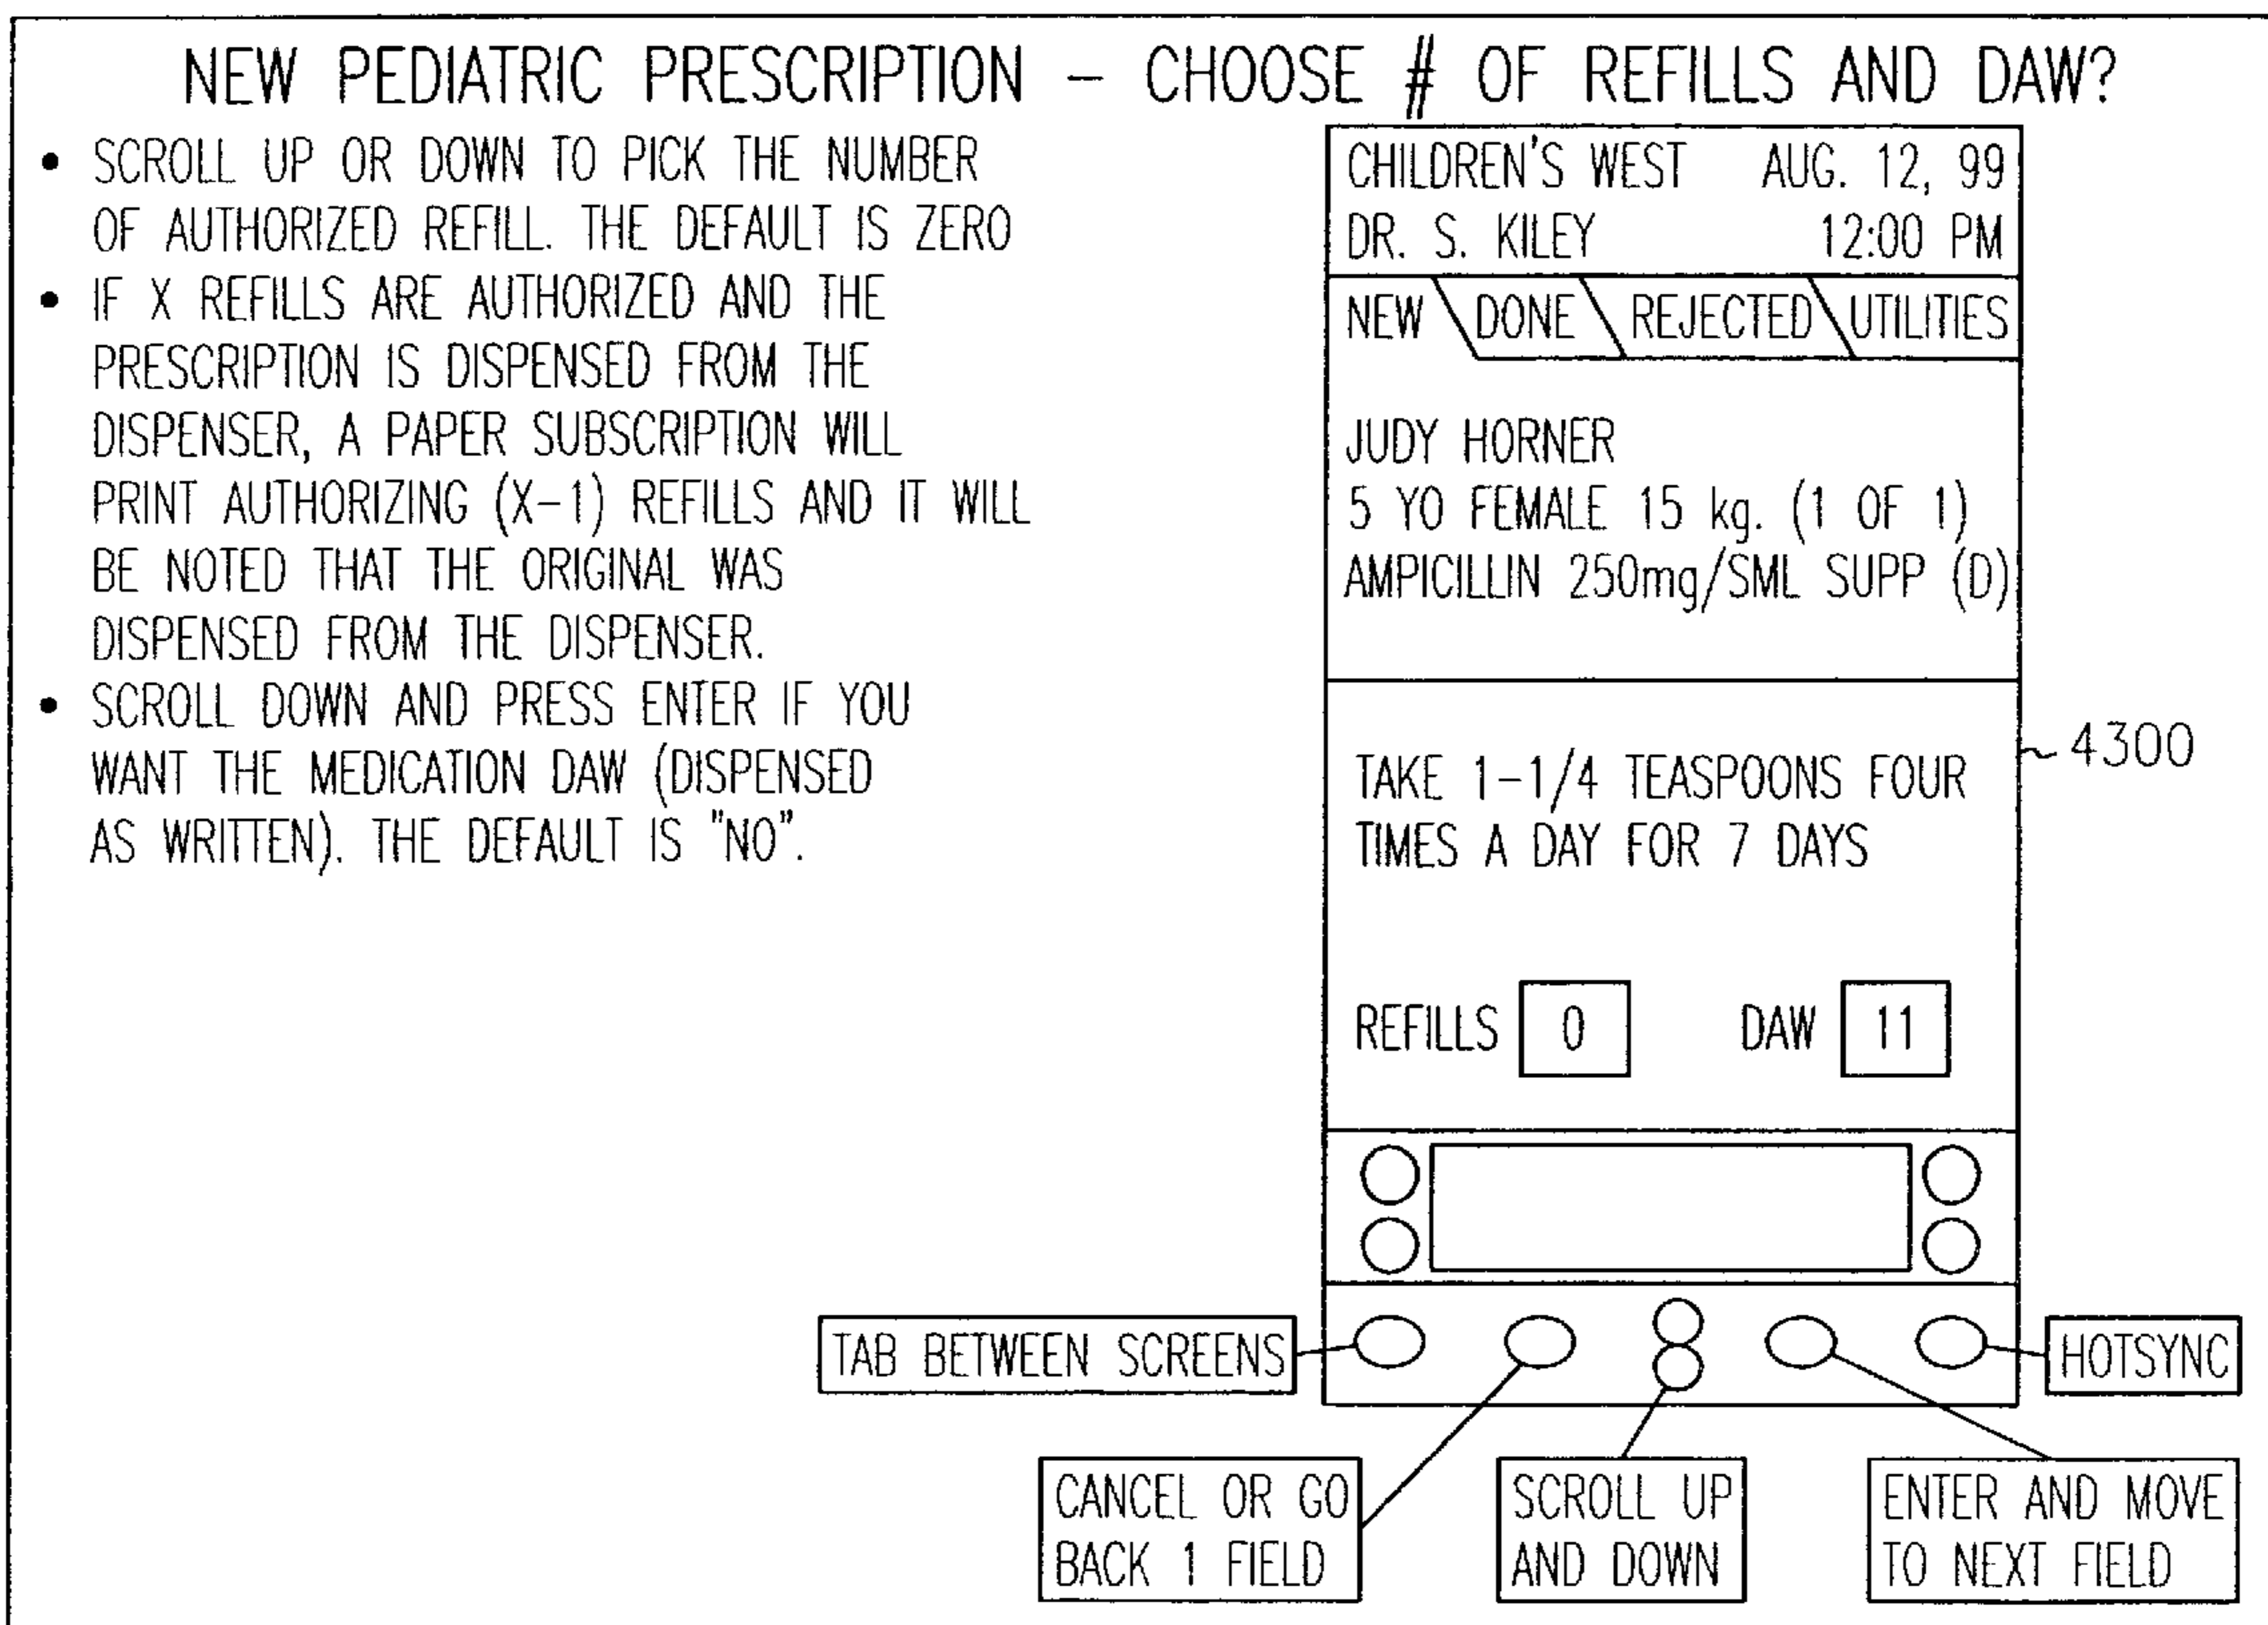 NEW PEDIATRIC PRESCRIPTION – CHOOSE # OF REFILLS AND DAW?
• SCROLL UP OR DOWN TO PICK THE NUMBER
OF AUTHORIZED REFILL. THE DEFAULT IS ZERO
• IF X REFILLS ARE AUTHORIZED AND THE
PRESCRIPTION IS DISPENSED FROM THE
DISPENSER, A PAPER SUBSCRIPTION WILL
PRINT AUTHORIZING (X–1) REFILLS AND IT WILL
BE NOTED THAT THE ORIGINAL WAS
DISPENSED FROM THE DISPENSER.
• SCROLL DOWN AND PRESS ENTER IF YOU
WANT THE MEDICATION DAW (DISPENSED
AS WRITTEN). THE DEFAULT IS "NO".
CHILDREN'S WEST AUG. 12, 99
DR. S. KILEY 12:00 PM
NEW DONE REJECTED UTILITIES
JUDY HORNER
5 YO FEMALE 15 kg. (1 OF 1)
AMPICILLIN 250mg/SML SUPP (D)
4300
TAKE 1–1/4 TEASPOONS FOUR
TIMES A DAY FOR 7 DAYS
REFILLS 0 DAW 11
TAB BETWEEN SCREENS
HOTSYNC
CANCEL OR GO
BACK 1 FIELD
SCROLL UP
AND DOWN
ENTER AND MOVE
TO NEXT FIELD